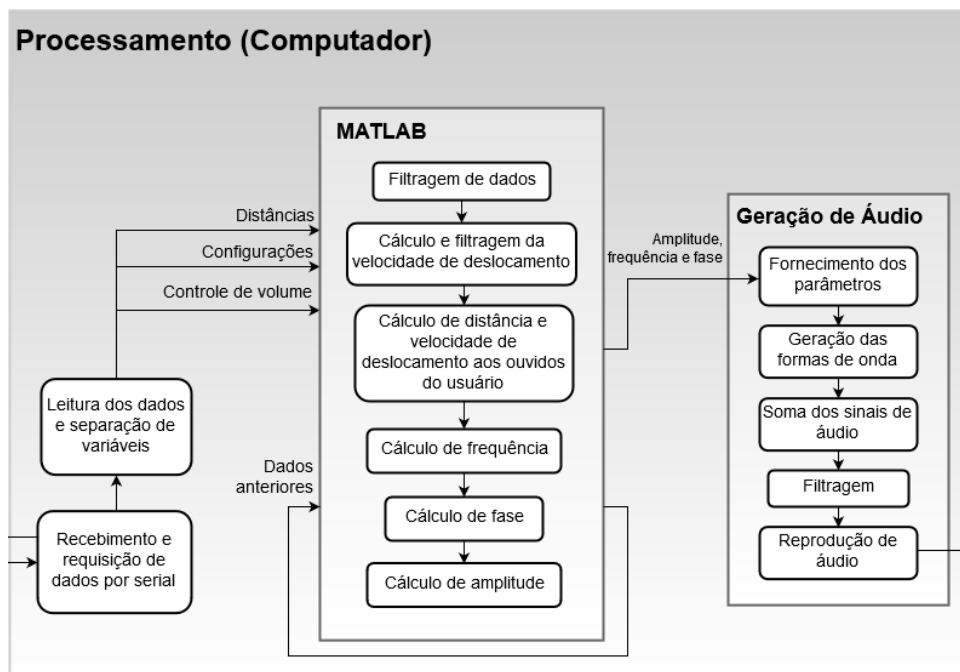 Processamento (Computador)
MATLAB
Filtragem de dados
Cálculo e filtragem da
velocidade de deslocamento
Cálculo de distância e
velocidade de
deslocamento aos ouvidos
do usuário
Cálculo de frequência
Cálculo de fase
Cálculo de amplitude
Distâncias
Configurações
Controle de volume
Leitura dos dados
e separação de
variáveis
Recebimento e
requisição de
dados por serial
Dados
anteriores
Amplitude,
frequência e fase
Geração de Áudio
Fornecimento dos
parâmetros
Geração das
formas de onda
Soma dos sinais de
áudio
Filtragem
Reprodução de
áudio